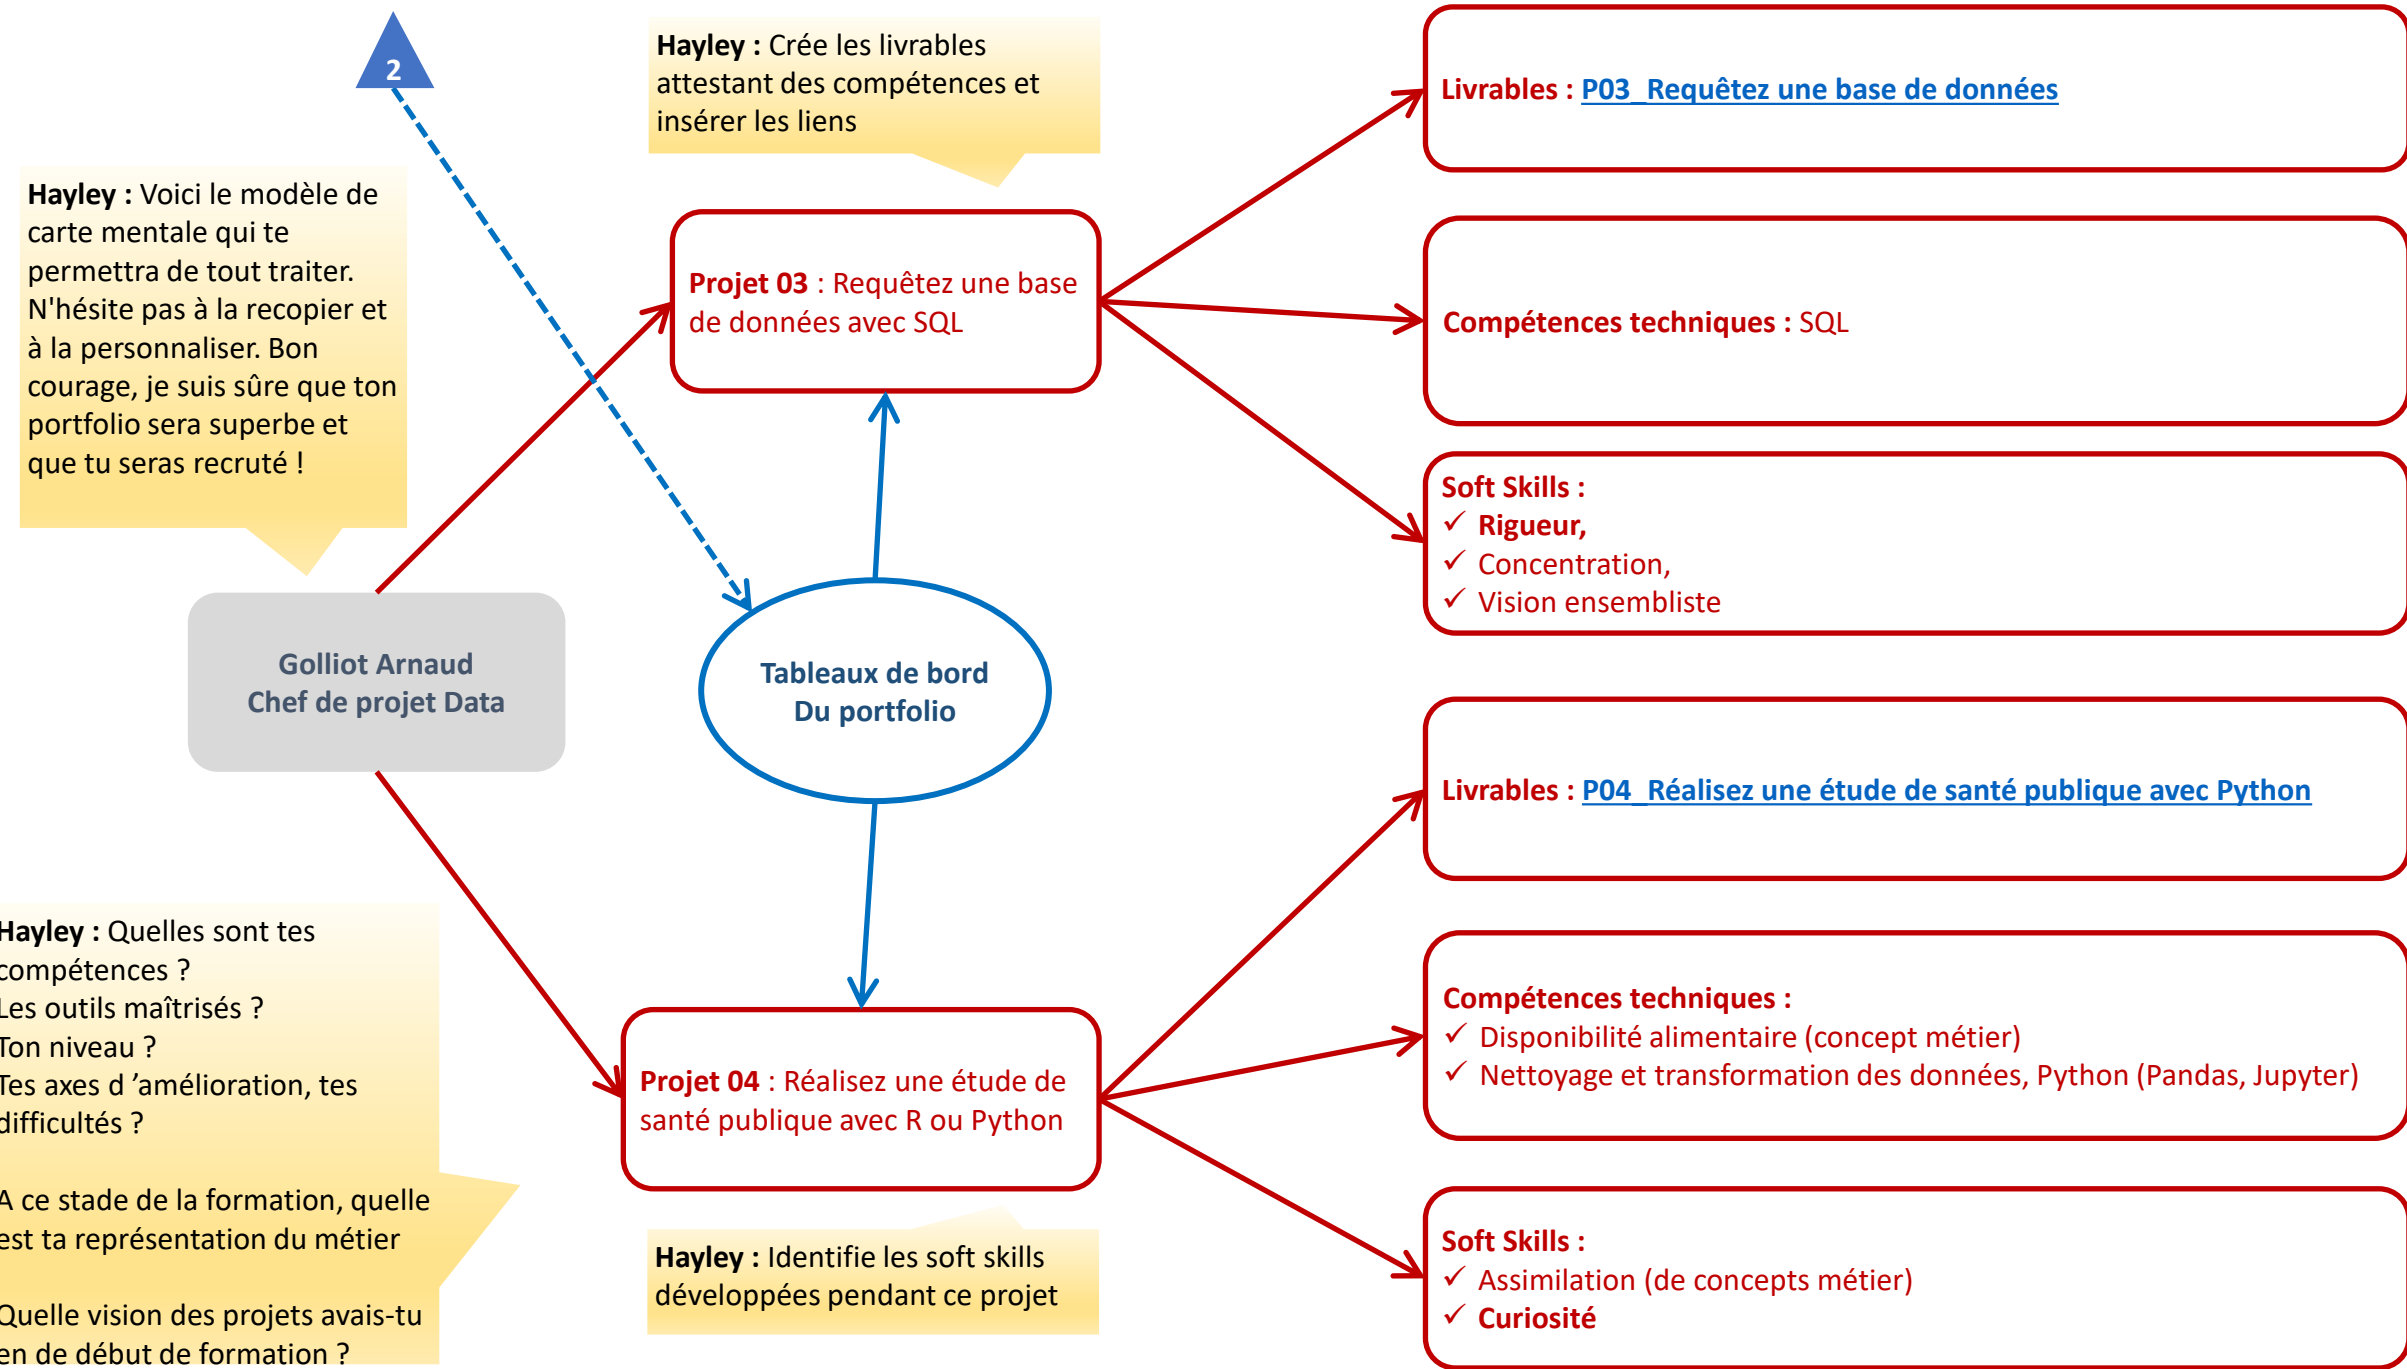 2
Hayley : Crée les livrables
attestant des compétences et
insérer les liens
Livrables : P03_Requêtez une base de données
Hayley : Voici le modèle de
carte mentale qui te
permettra de tout traiter.
N'hésite pas à la recopier et
à la personnaliser. Bon
courage, je suis sûre que ton
portfolio sera superbe et
que tu seras recruté !
Projet 03 : Requêtez une base
de données avec SQL
Compétences techniques : SQL
Soft Skills :
✓ Rigueur,
✓ Concentration,
✓ Vision ensembliste
Golliot Arnaud
Chef de projet Data
Tableaux de bord
Du portfolio
Livrables : P04_Réalisez une étude de santé publique avec Python
Hayley : Quelles sont tes
compétences ?
Les outils maîtrisés ?
Ton niveau ?
Tes axes d ’amélioration, tes
difficultés ?
A ce stade de la formation, quelle
est ta représentation du métier
Quelle vision des projets avais-tu
en de début de formation ?
Projet 04 : Réalisez une étude de
santé publique avec R ou Python
Compétences techniques :
✓ Disponibilité alimentaire (concept métier)
✓ Nettoyage et transformation des données, Python (Pandas, Jupyter)
Hayley : Identifie les soft skills
développées pendant ce projet
Soft Skills :
✓ Assimilation (de concepts métier)
✓ Curiosité